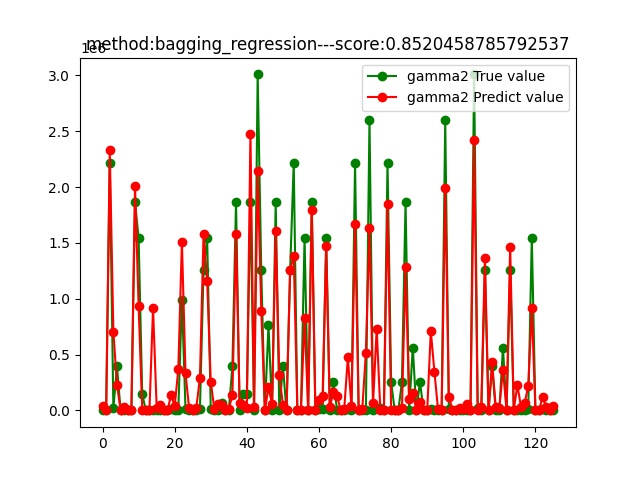 method:bagging_regression---score:0.8520458785792537
1e6
gamma2 True value
gamma2 Predict value
3.0
2.5
2.0
1.5
1.0
0.5
0.0
0 20 40 60 80 100 120